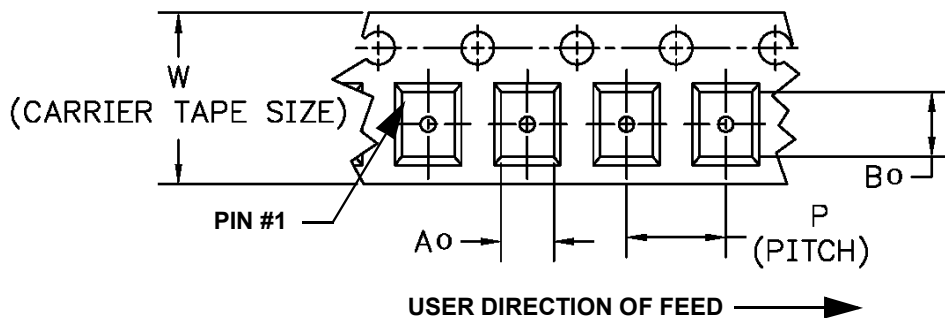 W
(CARRIER TAPE SIZE)
Bo
PIN #1
Ao
P
(PITCH)
USER DIRECTION OF FEED